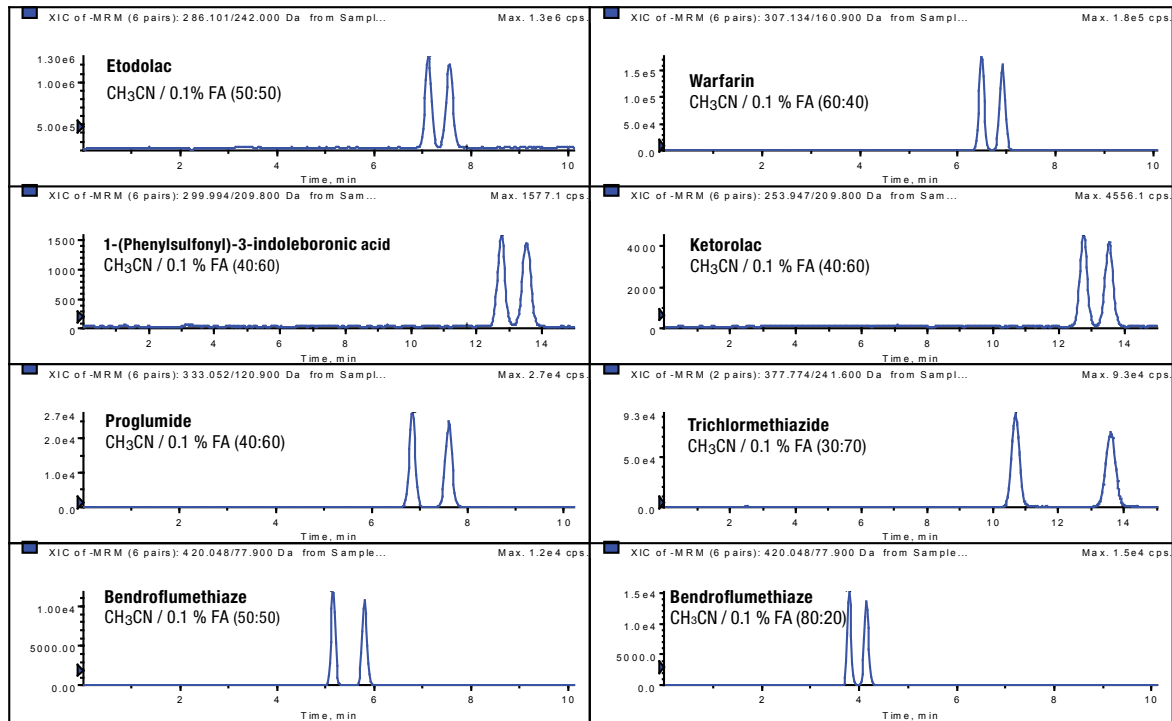 XIC of -MRM (6 pairs): 286.101/242.000 Da from Sampl... Max. 1.3e6 cps.
1.30e6
1.00e6
5.00e5
Etodolac
CH₃CN / 0.1% FA (50:50)
2 4 6 8 10
Time, min
XIC of -MRM (6 pairs): 307.134/160.900 Da from Sampl... Max. 1.8e5 cps.
1.5e5
1.0e5
5.0e4
0.0
Warfarin
CH₃CN / 0.1 % FA (60:40)
2 4 6 8 10
Time, min
XIC of -MRM (6 pairs): 299.994/209.800 Da from Sam... Max. 1577.1 cps.
1500
1000
500
0
1-(Phenylsulfonyl)-3-indoleboronic acid
CH₃CN / 0.1 % FA (40:60)
2 4 6 8 10 12 14
Time, min
XIC of -MRM (6 pairs): 253.947/209.800 Da from Sam... Max. 4556.1 cps.
4000
2000
0
Ketorolac
CH₃CN / 0.1 % FA (40:60)
2 4 6 8 10 12 14
Time, min
XIC of -MRM (6 pairs): 333.052/120.900 Da from Sampl... Max. 2.7e4 cps.
2.7e4
2.0e4
1.0e4
0.0
Proglumide
CH₃CN / 0.1 % FA (40:60)
2 4 6 8 10
Time, min
XIC of -MRM (2 pairs): 377.774/241.600 Da from Sampl... Max. 9.3e4 cps.
9.3e4
5.0e4
0.0
Trichlormethiazide
CH₃CN / 0.1 % FA (30:70)
2 4 6 8 10 12 14
Time, min
XIC of -MRM (6 pairs): 420.048/77.900 Da from Sample... Max. 1.2e4 cps.
1.00e4
5000.00
0.00
Bendroflumethiaze
CH₃CN / 0.1 % FA (50:50)
2 4 6 8 10
Time, min
XIC of -MRM (6 pairs): 420.048/77.900 Da from Sample... Max. 1.5e4 cps.
1.5e4
1.0e4
5000.0
0.0
Bendroflumethiaze
CH₃CN / 0.1 % FA (80:20)
2 4 6 8 10
Time, min